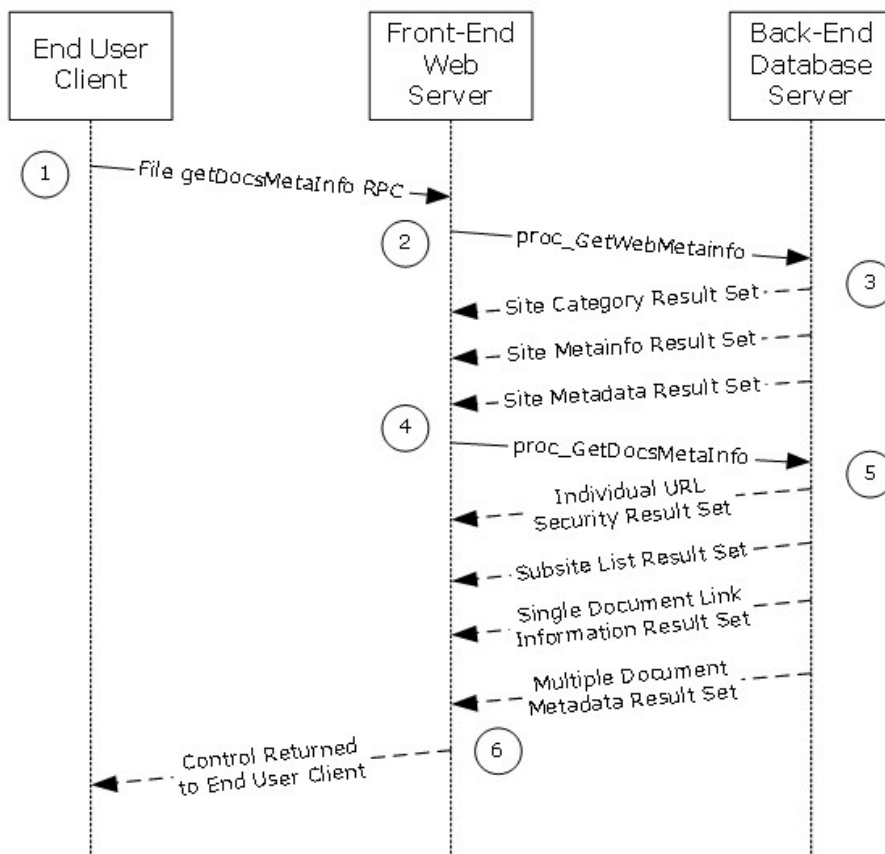 End User
Client
Front-End
Web
Server
Back-End
Database
Server
1
File getDocsMetaInfo RPC
2
proc_GetWebMetainfo
3
Site Category Result Set
Site Metainfo Result Set
Site Metadata Result Set
4
proc_GetDocsMetaInfo
5
Individual URL
Security Result Set
Subsite List Result Set
Single Document Link
Information Result Set
Multiple Document
Metadata Result Set
6
Control Returned
to End User Client